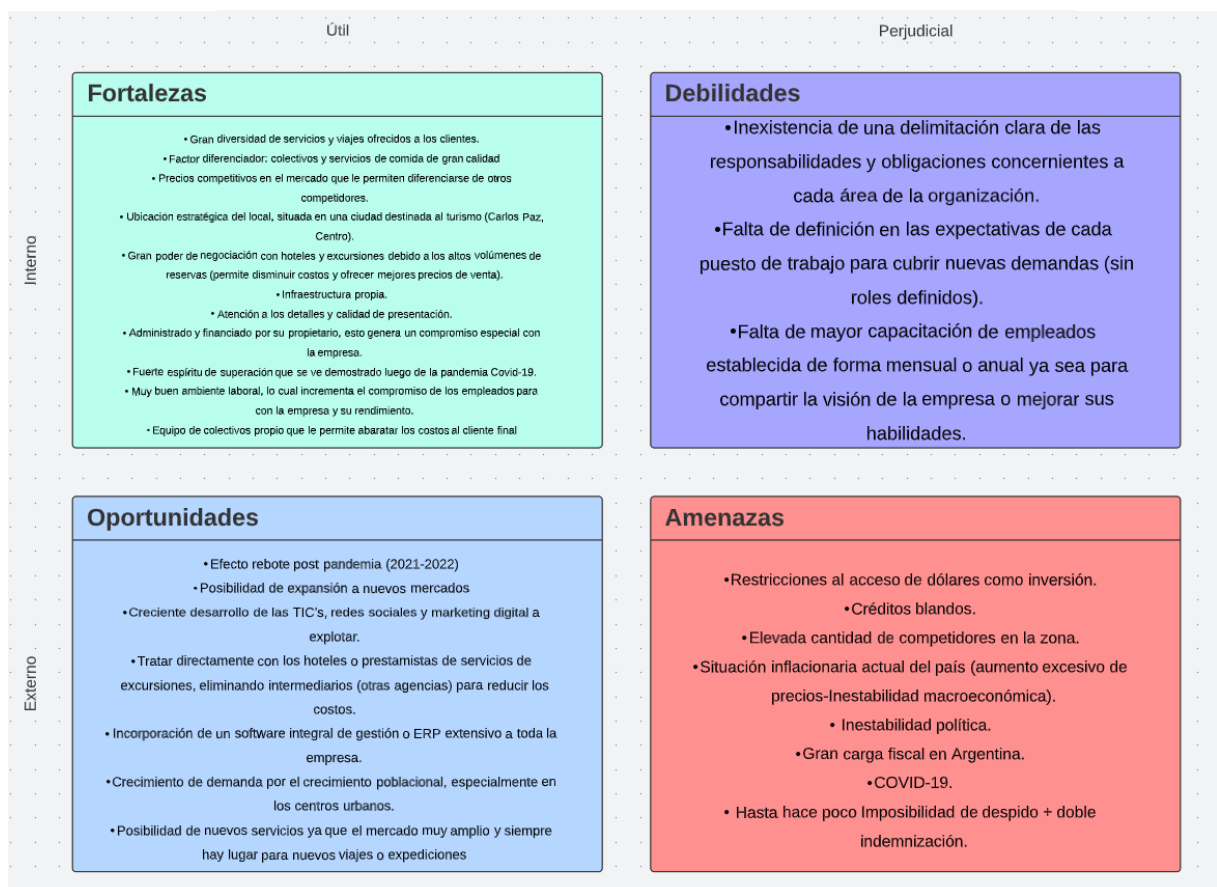 Útil
Perjudicial
Interno
Fortalezas
• Gran diversidad de servicios y viajes ofrecidos a los clientes.
• Factor diferenciador: colectivos y servicios de comida de gran calidad
• Precios competitivos en el mercado que le permiten diferenciarse de otros
competidores.
• Ubicación estratégica del local, situada en una ciudad destinada al turismo (Carlos Paz,
Centro).
• Gran poder de negociación con hoteles y excursiones debido a los altos volúmenes de
reservas (permite disminuir costos y ofrecer mejores precios de venta).
• Infraestructura propia.
• Atención a los detalles y calidad de presentación.
• Administrado y financiado por su propietario, esto genera un compromiso especial con
la empresa.
• Fuerte espíritu de superación que se ve demostrado luego de la pandemia Covid-19.
• Muy buen ambiente laboral, lo cual incrementa el compromiso de los empleados para
con la empresa y su rendimiento.
• Equipo de colectivos propio que le permite abaratar los costos al cliente final
Debilidades
•Inexistencia de una delimitación clara de las
responsabilidades y obligaciones concernientes a
cada área de la organización.
•Falta de definición en las expectativas de cada
puesto de trabajo para cubrir nuevas demandas (sin
roles definidos).
•Falta de mayor capacitación de empleados
establecida de forma mensual o anual ya sea para
compartir la visión de la empresa o mejorar sus
habilidades.
Externo
Oportunidades
•Efecto rebote post pandemia (2021-2022)
•Posibilidad de expansión a nuevos mercados
•Creciente desarrollo de las TIC's, redes sociales y marketing digital a
explotar.
• Tratar directamente con los hoteles o prestamistas de servicios de
excursiones, eliminando intermediarios (otras agencias) para reducir los
costos.
• Incorporación de un software integral de gestión o ERP extensivo a toda la
empresa.
•Crecimiento de demanda por el crecimiento poblacional, especialmente en
los centros urbanos.
•Posibilidad de nuevos servicios ya que el mercado muy amplio y siempre
hay lugar para nuevos viajes o expediciones
Amenazas
•Restricciones al acceso de dólares como inversión.
•Créditos blandos.
•Elevada cantidad de competidores en la zona.
•Situación inflacionaria actual del país (aumento excesivo de
precios-Inestabilidad macroeconómica).
• Inestabilidad política.
•Gran carga fiscal en Argentina.
•COVID-19.
• Hasta hace poco Imposibilidad de despido + doble
indemnización.